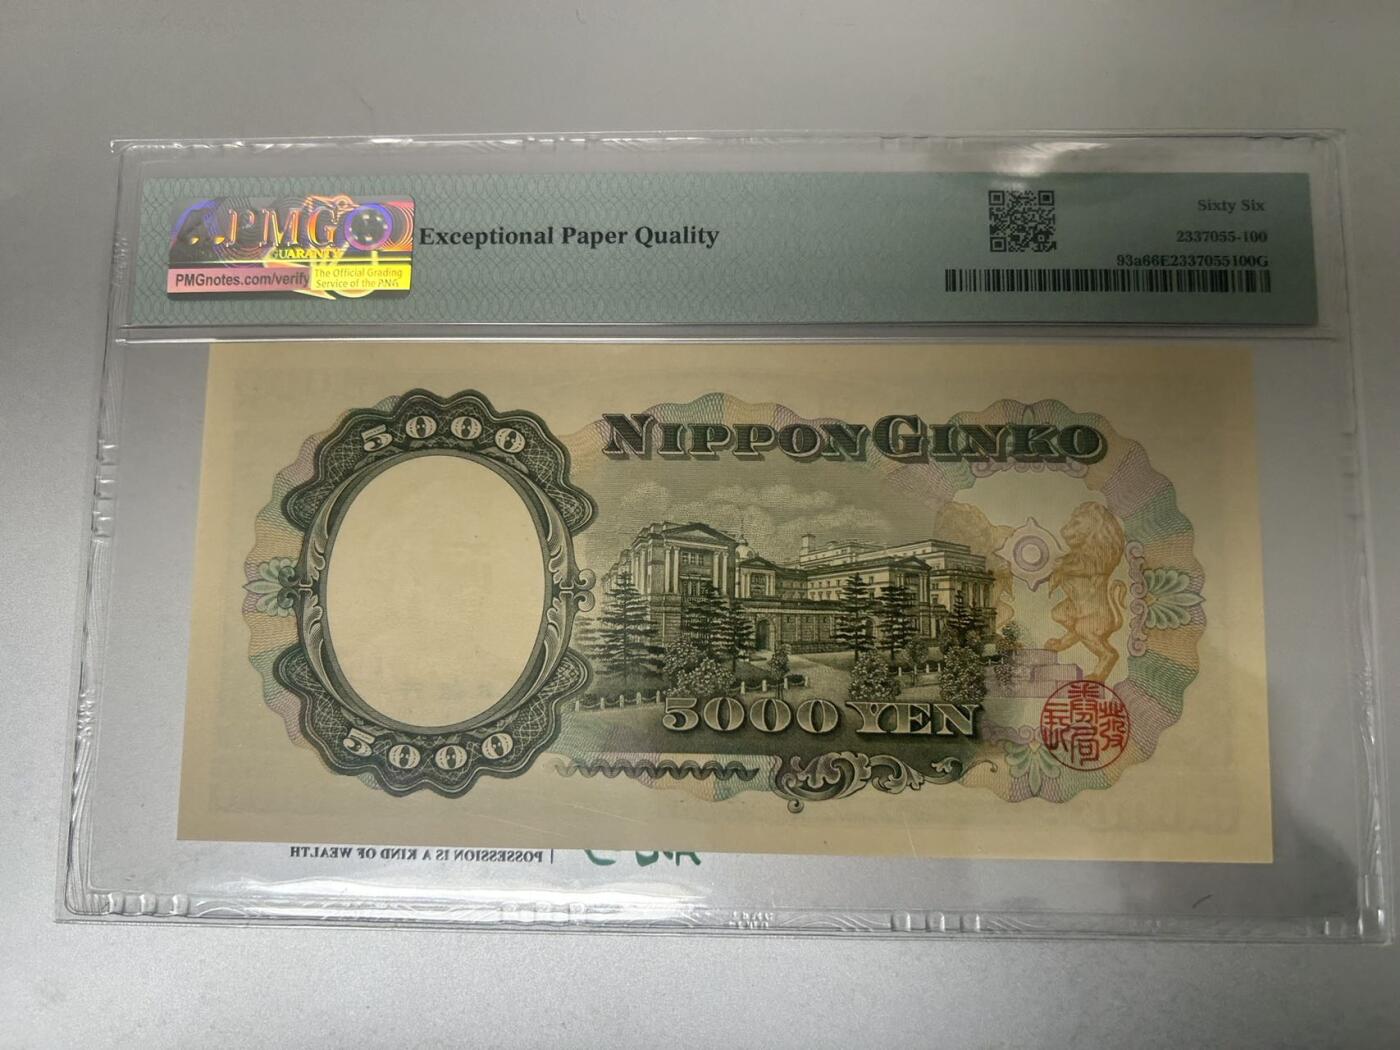 PMG
GUARANTY
PMGnotes.com/verify
The Official Grading
Service of the PNG
Exceptional Paper Quality
Sixty Six
2337055-100
93a66E2337055100G
5000
NIPPON GINKO
5000 YEN
5000
POSSESSION IS A KIND OF WEALTH